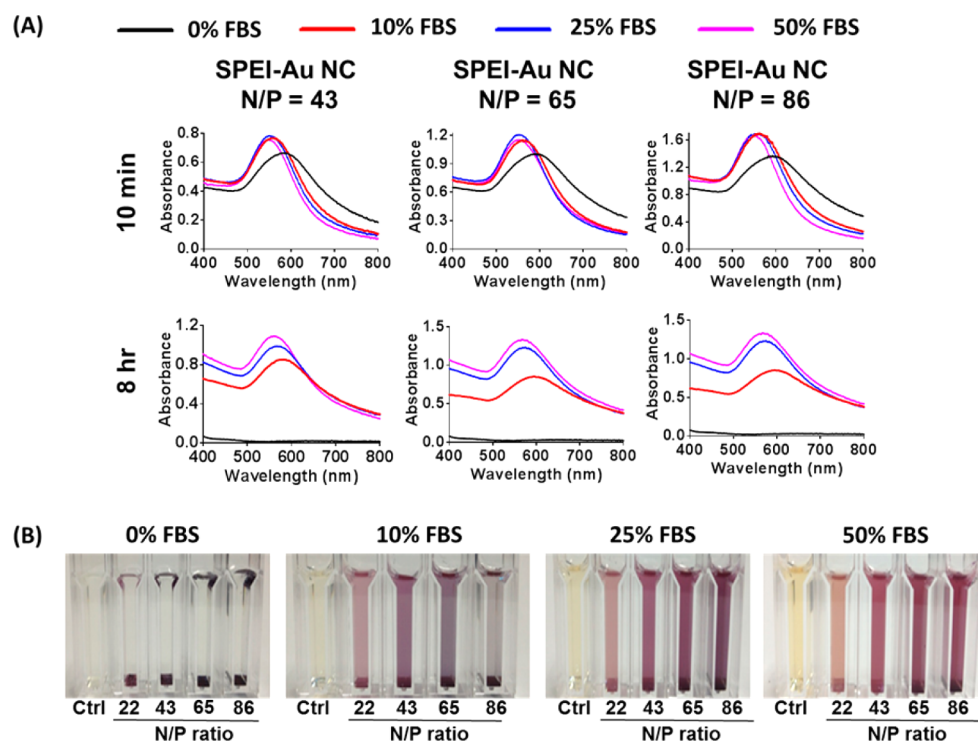 (A)
0% FBS 10% FBS 25% FBS 50% FBS
SPEI-Au NC SPEI-Au NC SPEI-Au NC
N/P = 43 N/P = 65 N/P = 86
10 min
Absorbance
0.8
0.6
0.4
0.2
0.0
400 500 600 700 800
Wavelength (nm)
Absorbance
1.2
0.9
0.6
0.3
0.0
400 500 600 700 800
Wavelength (nm)
Absorbance
1.6
1.2
0.8
0.4
0.0
400 500 600 700 800
Wavelength (nm)
8 hr
Absorbance
1.2
0.8
0.4
0.0
400 500 600 700 800
Wavelength (nm)
Absorbance
1.5
1.0
0.5
0.0
400 500 600 700 800
Wavelength (nm)
Absorbance
1.5
1.0
0.5
0.0
400 500 600 700 800
Wavelength (nm)
(B)
0% FBS 10% FBS 25% FBS 50% FBS
Ctrl 22 43 65 86 Ctrl 22 43 65 86 Ctrl 22 43 65 86 Ctrl 22 43 65 86
N/P ratio N/P ratio N/P ratio N/P ratio